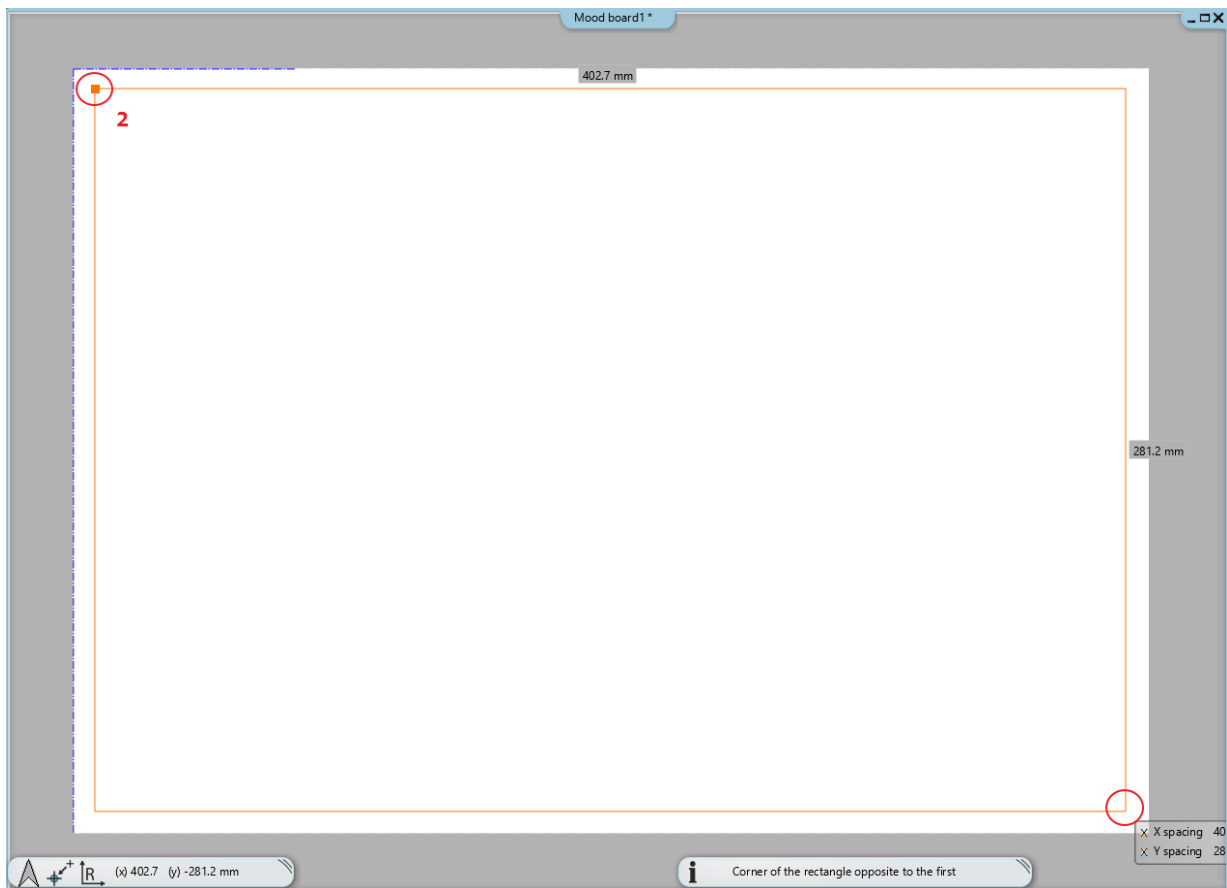 Mood board1 *
402.7 mm
2
281.2 mm
x X spacing 40
x Y spacing 28
R (x) 402.7 (y) -281.2 mm
i Corner of the rectangle opposite to the first